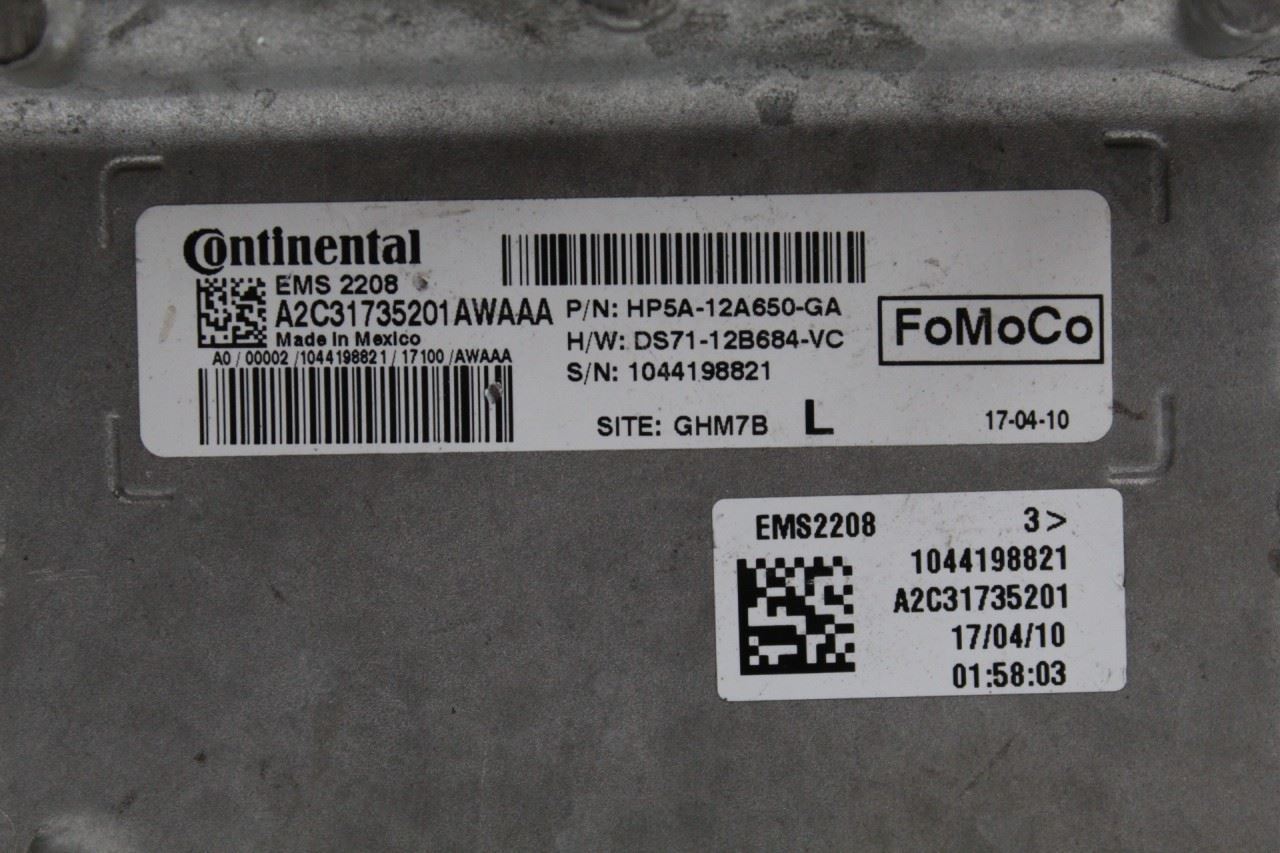 Continental
EMS 2208
A2C31735201AWAAA
Made in Mexico
A0 / 00002 /1044198821 / 17100 /AWAAA
P/N: HP5A-12A650-GA
H/W: DS71-12B684-VC
S/N: 1044198821
SITE: GHM7B L
FoMoCo
17-04-10
EMS2208 3>
1044198821
A2C31735201
17/04/10
01:58:03